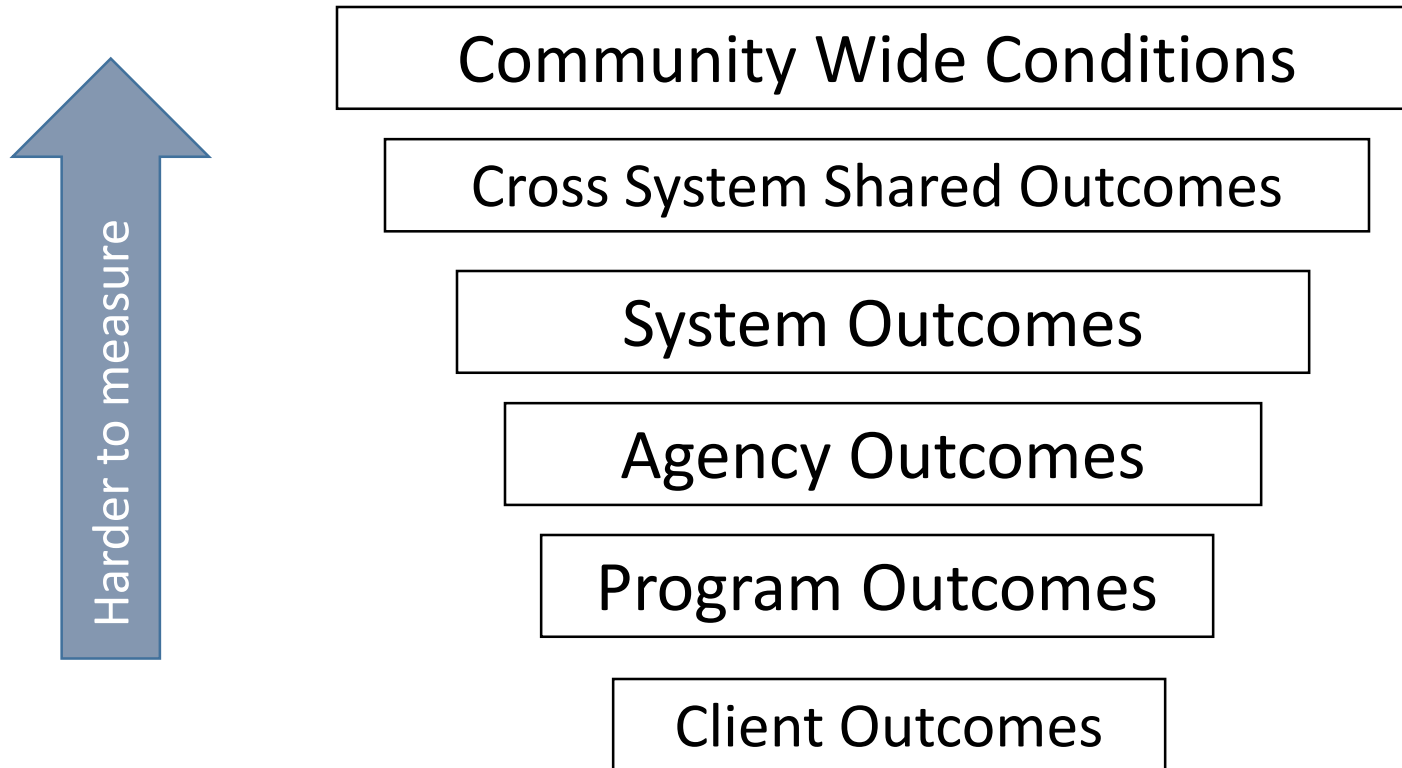 Community Wide Conditions
Cross System Shared Outcomes
System Outcomes
Agency Outcomes
Program Outcomes
Client Outcomes
Harder to measure